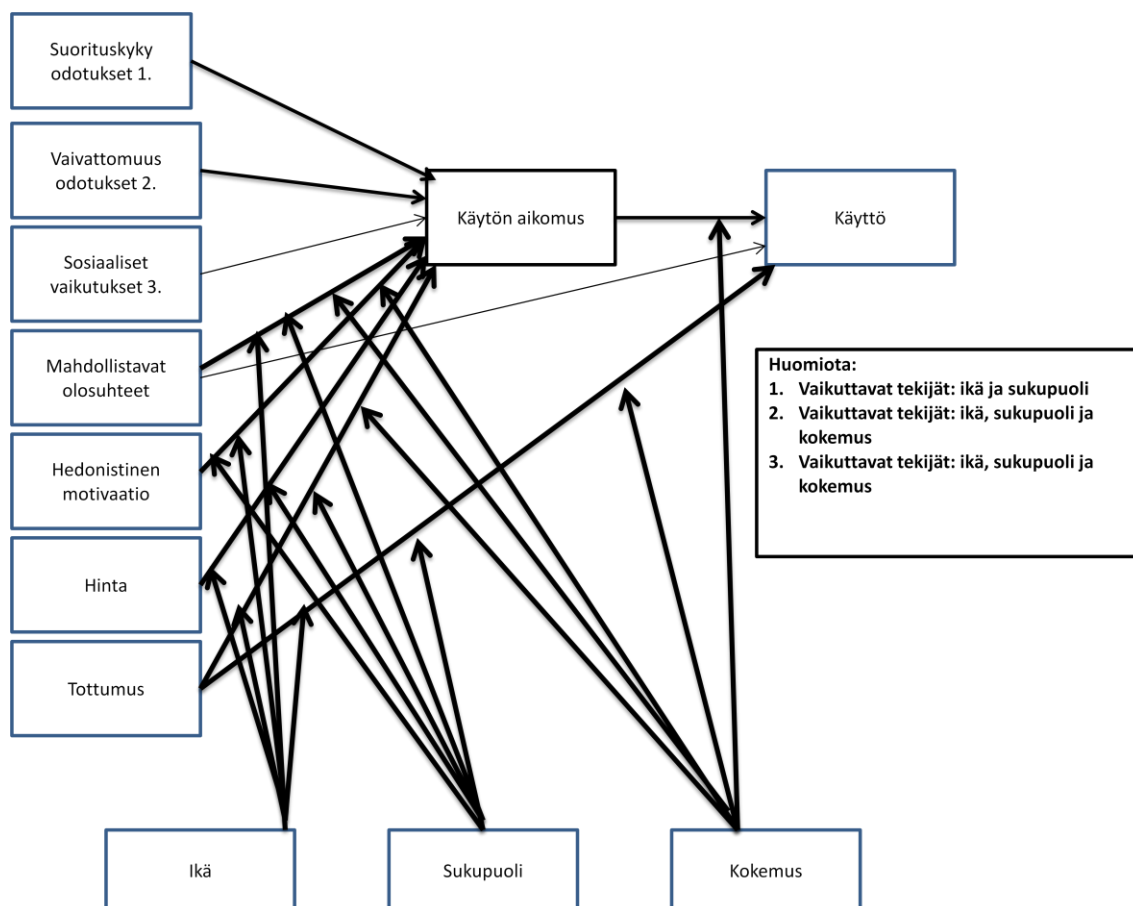 Suorituskyky
odotukset 1.
Vaivattomuus
odotukset 2.
Käytön aikomus
Käyttö
Sosiaaliset
vaikutukset 3.
Mahdollistavat
olosuhteet
Huomiota:
1. Vaikuttavat tekijät: ikä ja sukupuoli
2. Vaikuttavat tekijät: ikä, sukupuoli ja
kokemus
3. Vaikuttavat tekijät: ikä, sukupuoli ja
kokemus
Hedonistinen
motivaatio
Hinta
Tottumus
Ikä
Sukupuoli
Kokemus